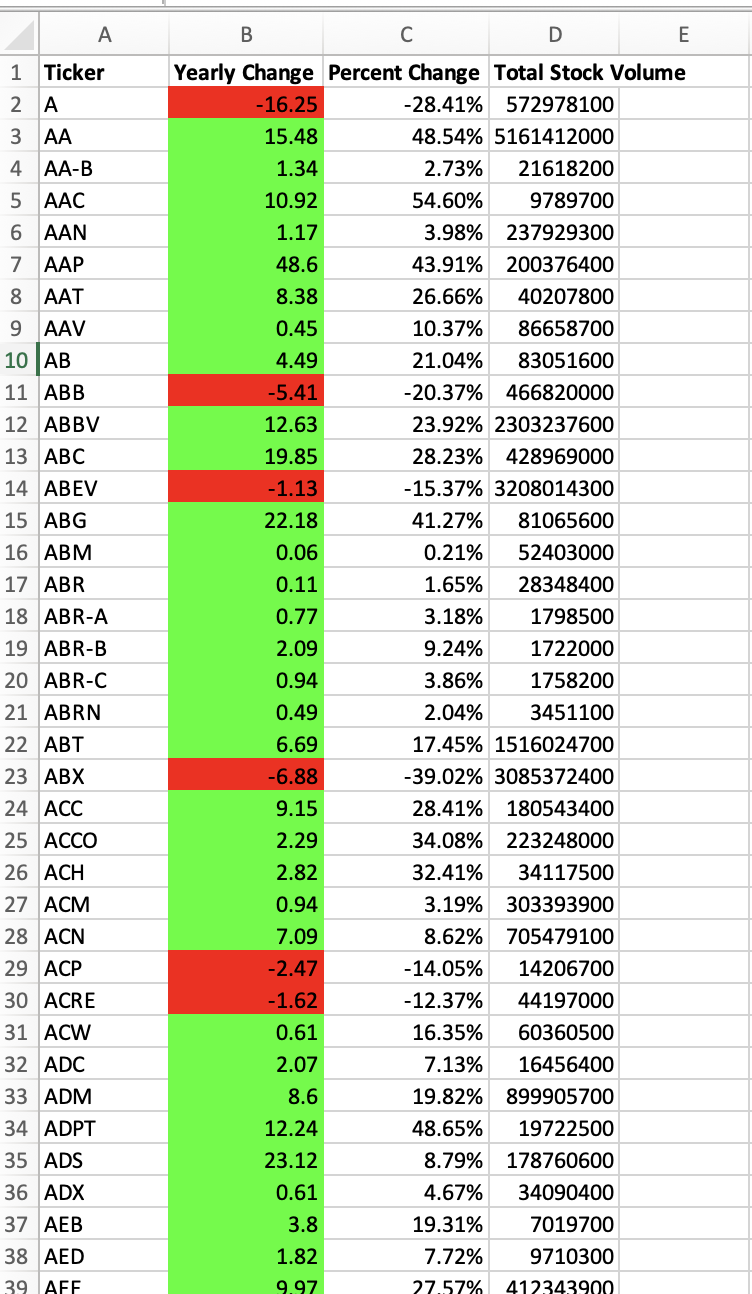 A B C D E
1 Ticker Yearly Change Percent Change Total Stock Volume
2 A -16.25 -28.41% 572978100
3 AA 15.48 48.54% 5161412000
4 AA-B 1.34 2.73% 21618200
5 AAC 10.92 54.60% 9789700
6 AAN 1.17 3.98% 237929300
7 AAP 48.6 43.91% 200376400
8 AAT 8.38 26.66% 40207800
9 AAV 0.45 10.37% 86658700
10 AB 4.49 21.04% 83051600
11 ABB -5.41 -20.37% 466820000
12 ABBV 12.63 23.92% 2303237600
13 ABC 19.85 28.23% 428969000
14 ABEV -1.13 -15.37% 3208014300
15 ABG 22.18 41.27% 81065600
16 ABM 0.06 0.21% 52403000
17 ABR 0.11 1.65% 28348400
18 ABR-A 0.77 3.18% 1798500
19 ABR-B 2.09 9.24% 1722000
20 ABR-C 0.94 3.86% 1758200
21 ABRN 0.49 2.04% 3451100
22 ABT 6.69 17.45% 1516024700
23 ABX -6.88 -39.02% 3085372400
24 ACC 9.15 28.41% 180543400
25 ACCO 2.29 34.08% 223248000
26 ACH 2.82 32.41% 34117500
27 ACM 0.94 3.19% 303393900
28 ACN 7.09 8.62% 705479100
29 ACP -2.47 -14.05% 14206700
30 ACRE -1.62 -12.37% 44197000
31 ACW 0.61 16.35% 60360500
32 ADC 2.07 7.13% 16456400
33 ADM 8.6 19.82% 899905700
34 ADPT 12.24 48.65% 19722500
35 ADS 23.12 8.79% 178760600
36 ADX 0.61 4.67% 34090400
37 AEB 3.8 19.31% 7019700
38 AED 1.82 7.72% 9710300
39 9.97 27.57% 412343900